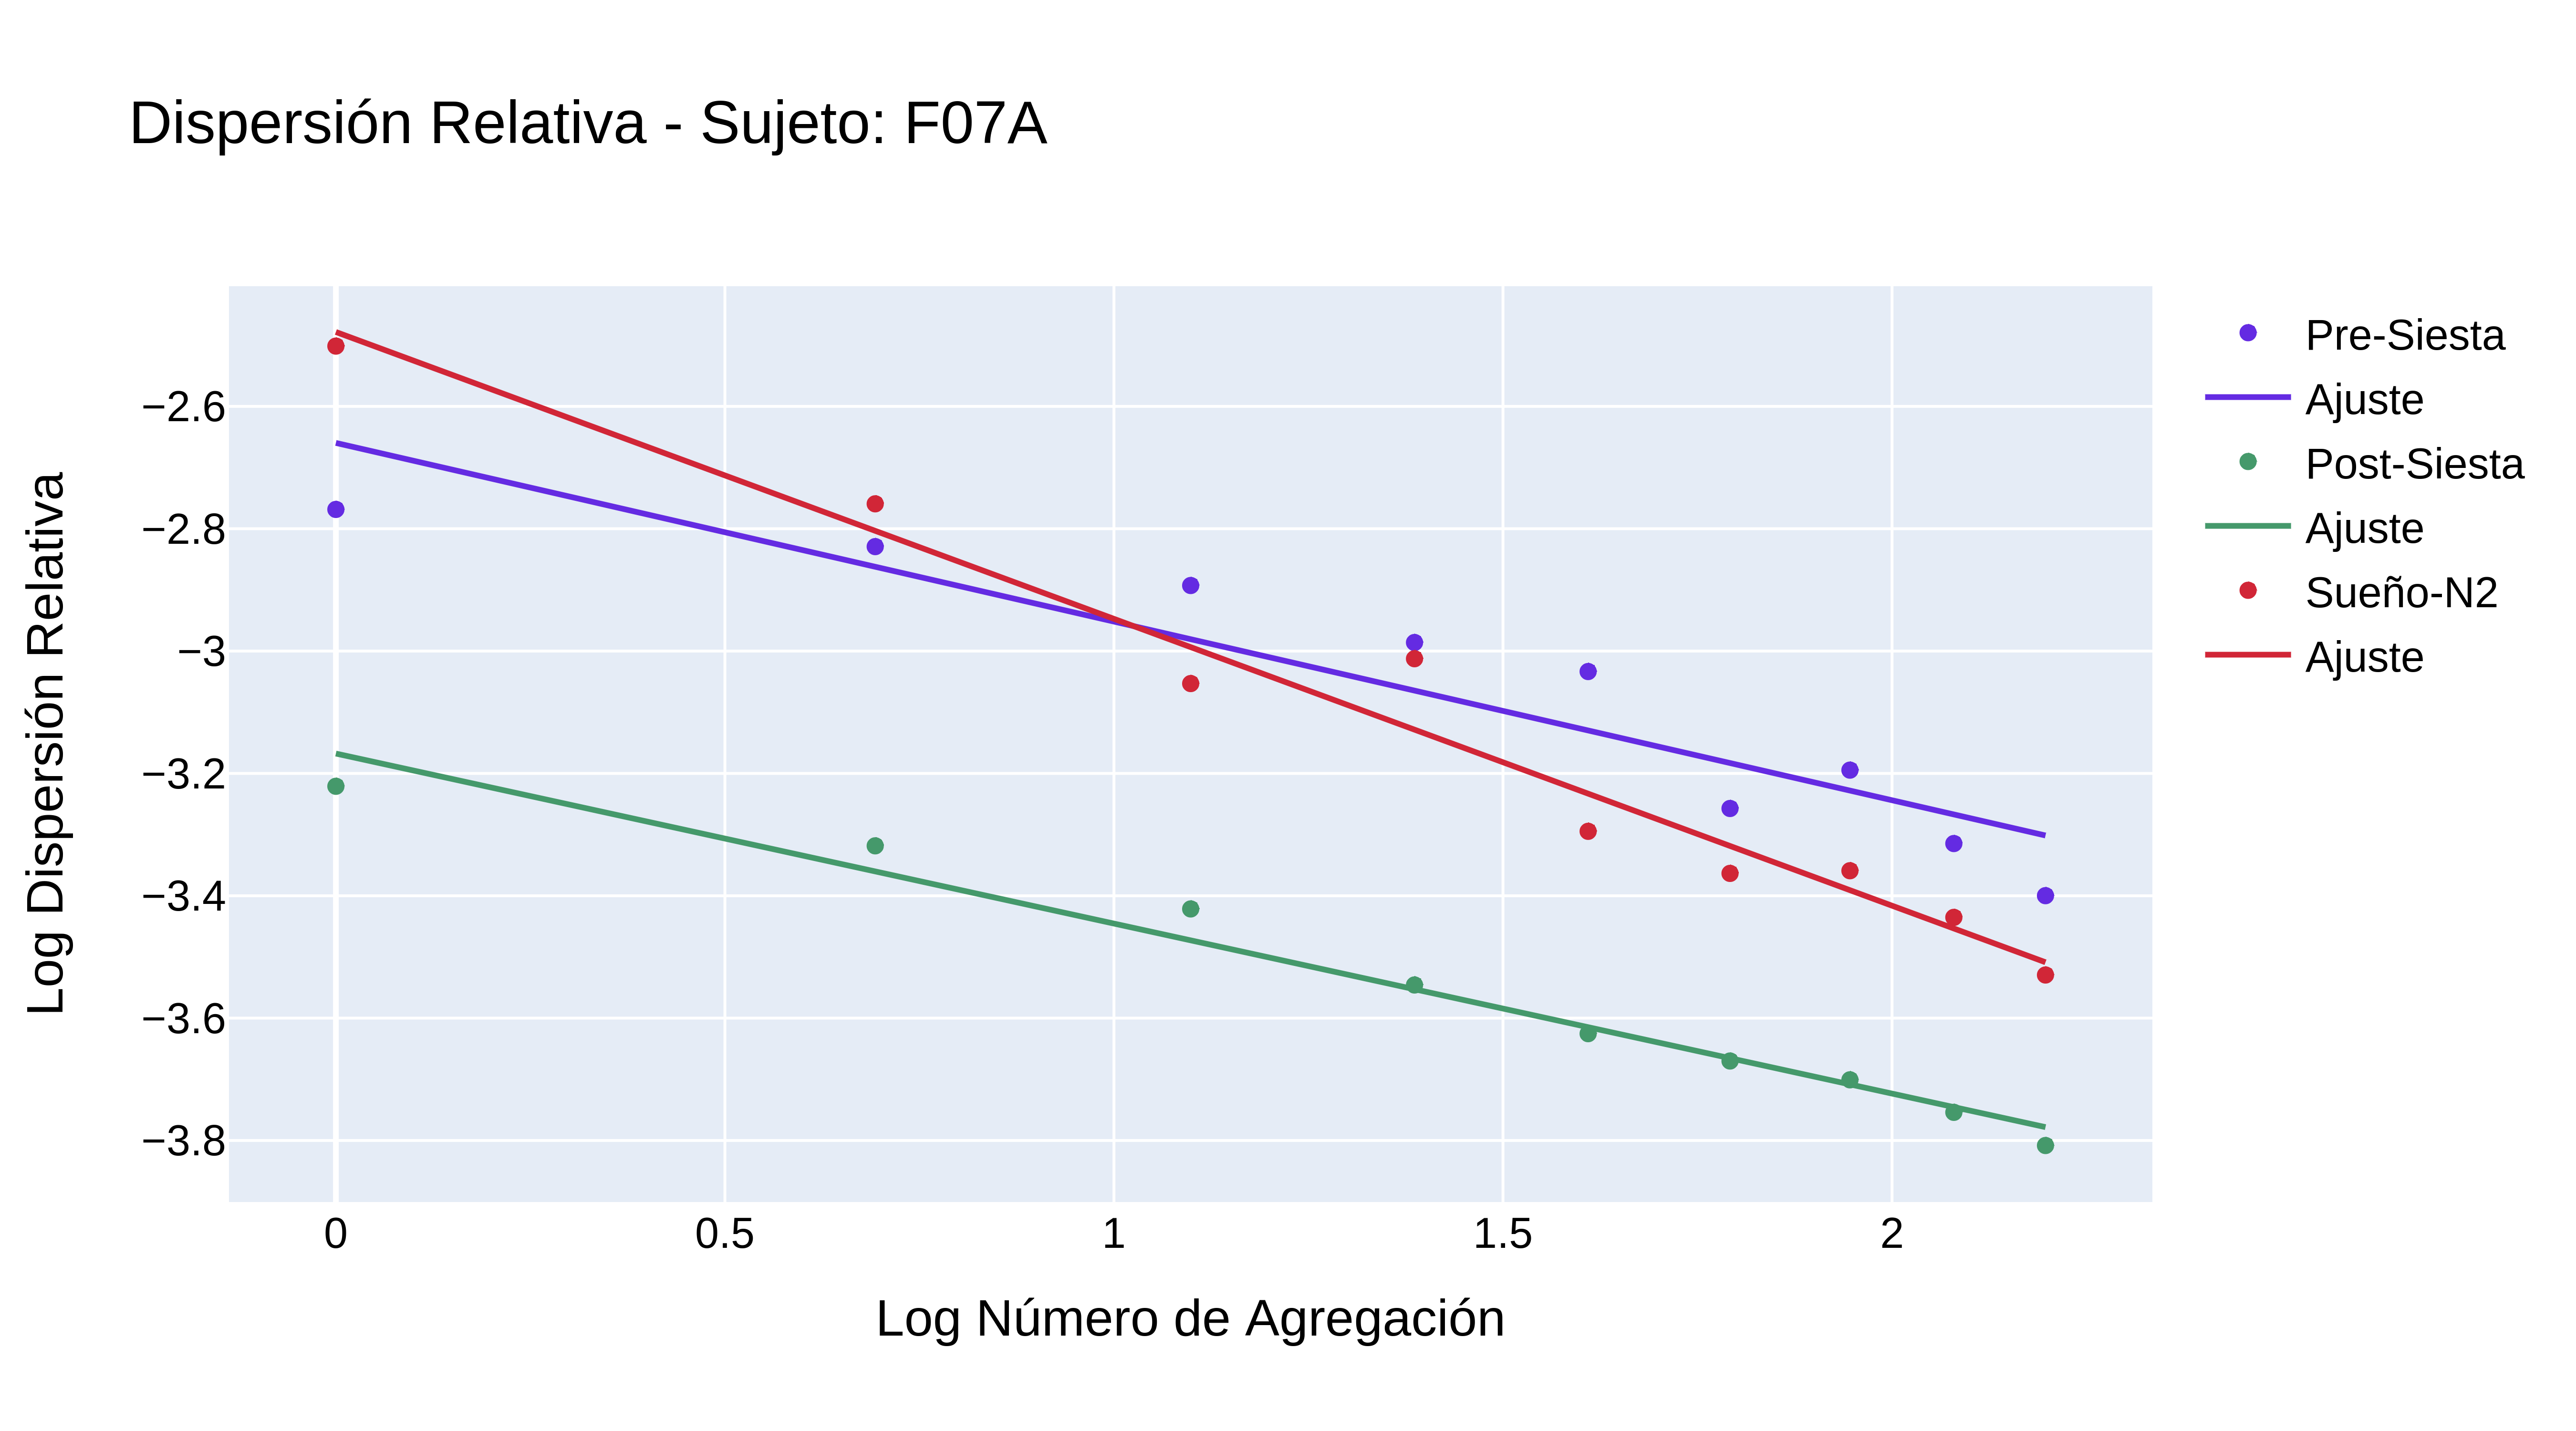 Dispersión Relativa - Sujeto: F07A
Log Dispersión Relativa
−2.6
−2.8
−3
−3.2
−3.4
−3.6
−3.8
0
0.5
1
1.5
2
Log Número de Agregación
Pre-Siesta
Ajuste
Post-Siesta
Ajuste
Sueño-N2
Ajuste